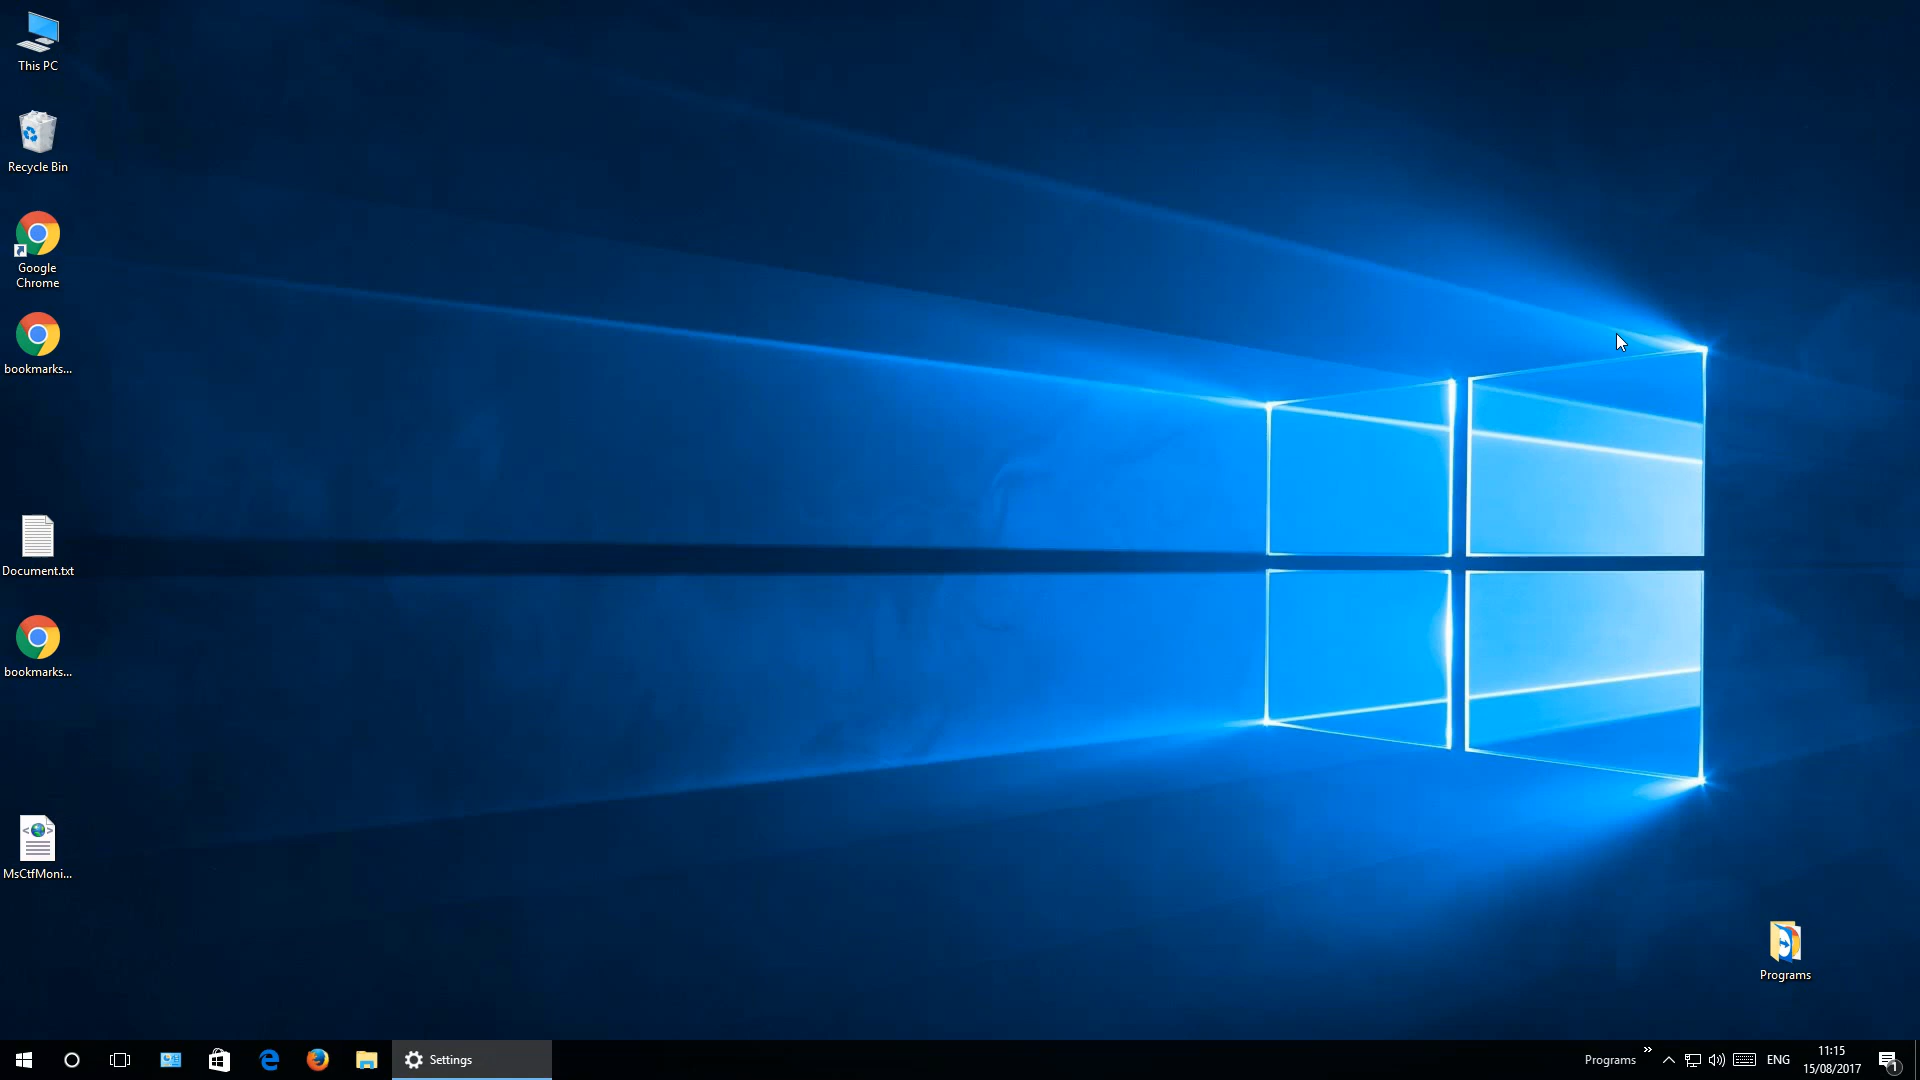 This PC
Recycle Bin
Google
Chrome
bookmarks...
Document.txt
bookmarks...
MsCtfMoni...
Programs
Settings
Programs
ENG
11:15
15/08/2017
1